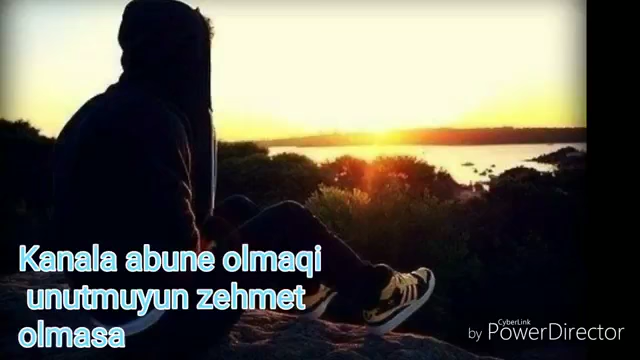 Kanala abune olmaqi
unutmuyun zehmet
olmasa
by CyberLink PowerDirector